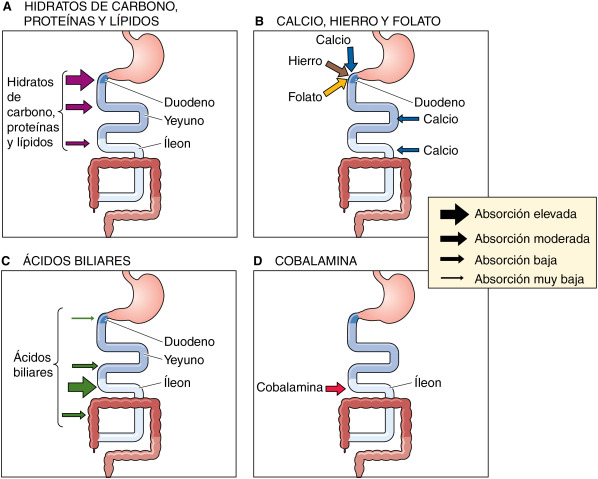 A HIDRATOS DE CARBONO,
PROTEÍNAS Y LÍPIDOS
Hidratos
de
carbono,
proteínas
y lípidos
Duodeno
Yeyuno
Íleon
B CALCIO, HIERRO Y FOLATO
Calcio
Hierro
Folato
Duodeno
Calcio
Calcio
Absorción elevada
Absorción moderada
Absorción baja
Absorción muy baja
C ÁCIDOS BILIARES
Ácidos
biliares
Duodeno
Yeyuno
Íleon
D COBALAMINA
Cobalamina
Íleon